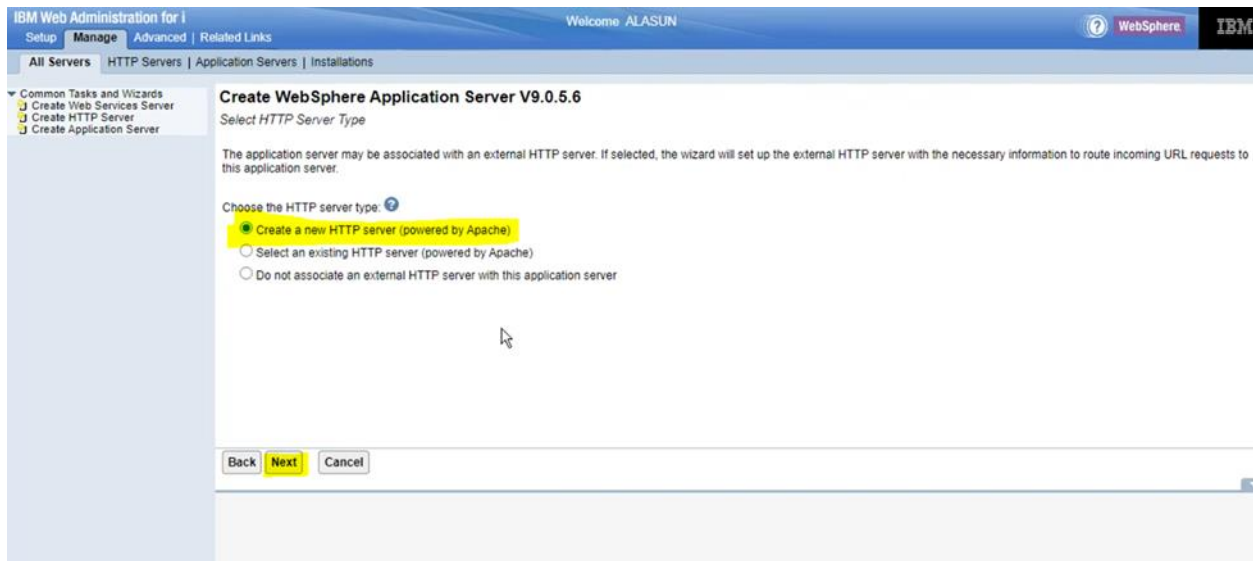 IBM Web Administration for i
Welcome ALASUN
Setup Manage Advanced | Related Links
WebSphere.
IBM
All Servers HTTP Servers | Application Servers | Installations
Common Tasks and Wizards
Create Web Services Server
Create HTTP Server
Create Application Server
Create WebSphere Application Server V9.0.5.6
Select HTTP Server Type
The application server may be associated with an external HTTP server. If selected, the wizard will set up the external HTTP server with the necessary information to route incoming URL requests to
this application server.
Choose the HTTP server type: ?
Create a new HTTP server (powered by Apache)
Select an existing HTTP server (powered by Apache)
Do not associate an external HTTP server with this application server
Back Next Cancel